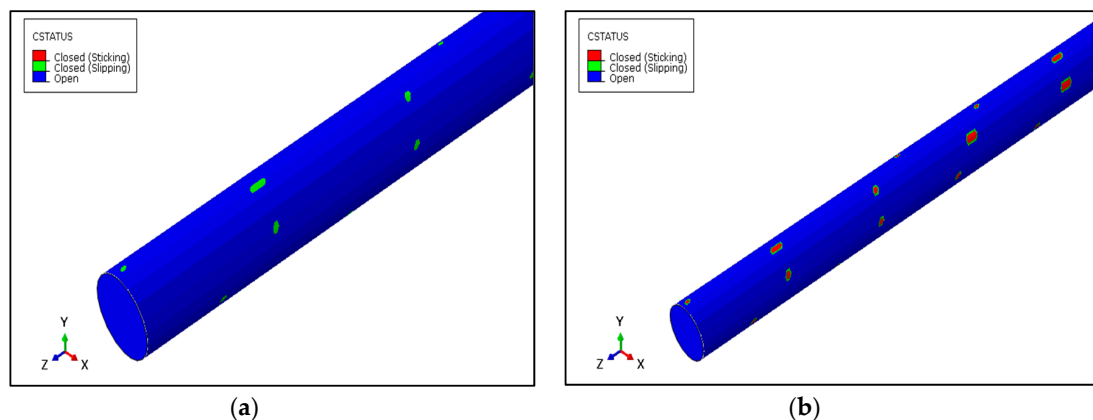 CSTATUS
Closed (Sticking)
Closed (Slipping)
Open
Y
Z X
(a)
CSTATUS
Closed (Sticking)
Closed (Slipping)
Open
Y
Z X
(b)